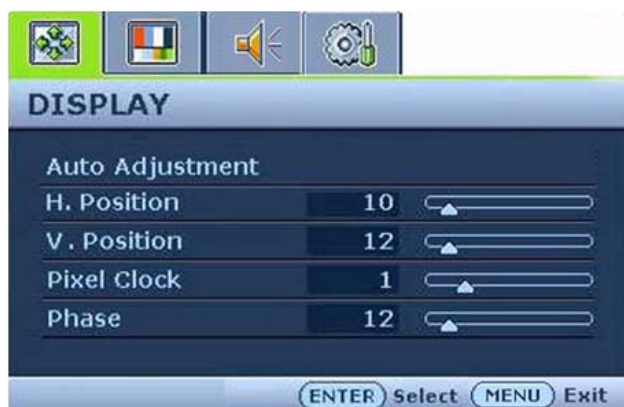 DISPLAY
Auto Adjustment
H. Position 10
V. Position 12
Pixel Clock 1
Phase 12
ENTER Select MENU Exit